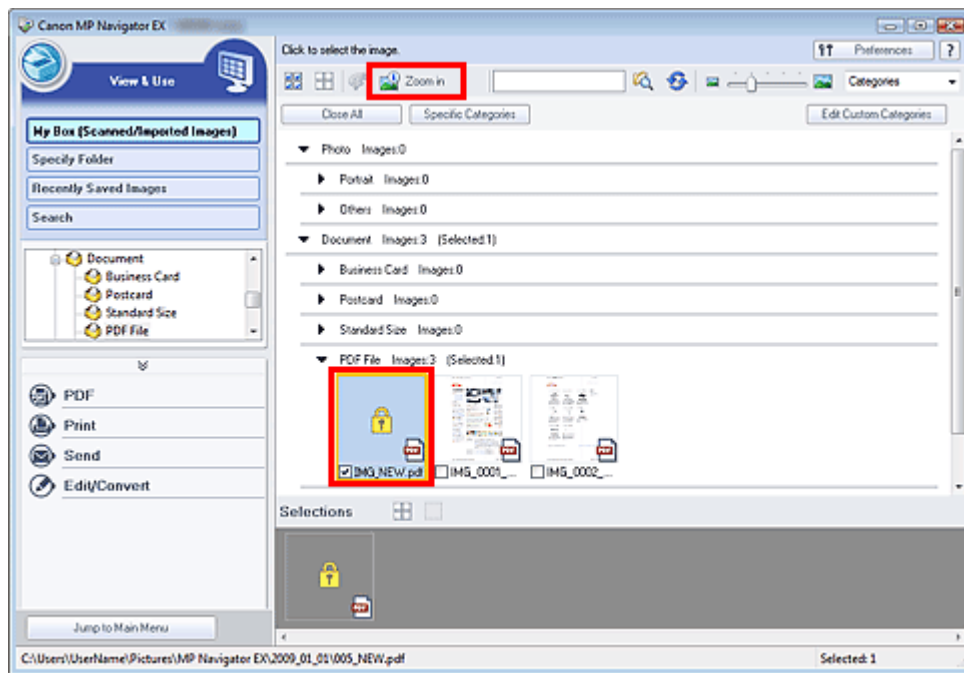 Canon MP Navigator EX
View & Use
My Box (Scanned/Imported Images)
Specify Folder
Recently Saved Images
Search
Document
Business Card
Postcard
Standard Size
PDF File
PDF
Print
Send
Edit/Convert
Jump to Main Menu
Click to select the image.
Preferences
?
Zoom in
Categories
Close All
Specific Categories
Edit Custom Categories
Photo Images:0
Portrait Images:0
Others Images:0
Document Images:3 (Selected:1)
Business Card Images:0
Postcard Images:0
Standard Size Images:0
PDF File Images:3 (Selected:1)
PDF
PDF
PDF
IMG_NEW.pdf
IMG_0001_...
IMG_0002_...
Selections
PDF
C:\Users\UserName\Pictures\MP Navigator EX\2009_01_01\005_NEW.pdf
Selected: 1